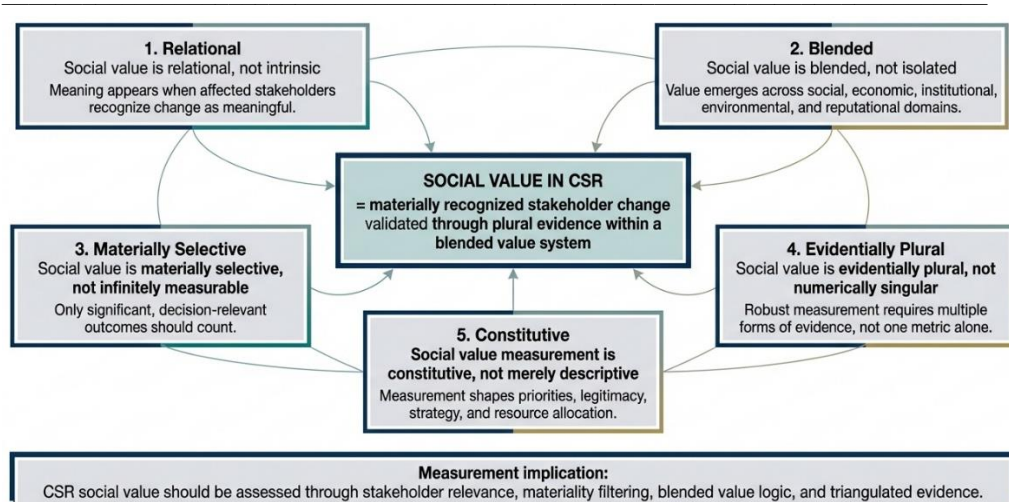 1. Relational
Social value is relational, not intrinsic
Meaning appears when affected stakeholders
recognize change as meaningful.
2. Blended
Social value is blended, not isolated
Value emerges across social, economic, institutional,
environmental, and reputational domains.
SOCIAL VALUE IN CSR
= materially recognized stakeholder change
validated through plural evidence within a
blended value system
3. Materially Selective
Social value is materially selective,
not infinitely measurable
Only significant, decision-relevant
outcomes should count.
4. Evidentially Plural
Social value is evidentially plural, not
numerically singular
Robust measurement requires multiple
forms of evidence, not one metric alone.
5. Constitutive
Social value measurement is
constitutive, not merely descriptive
Measurement shapes priorities, legitimacy,
strategy, and resource allocation.
Measurement implication:
CSR social value should be assessed through stakeholder relevance, materiality filtering, blended value logic, and triangulated evidence.